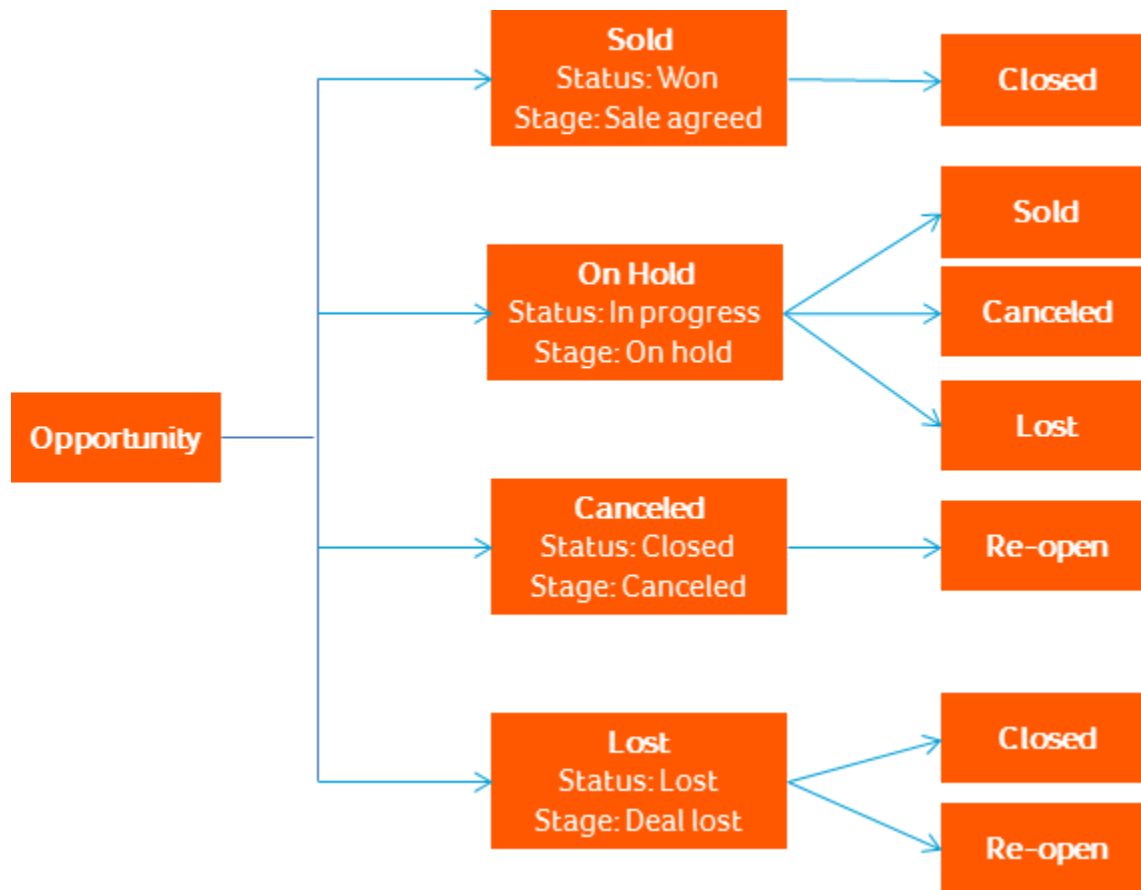 Opportunity
Sold
Status: Won
Stage: Sale agreed
Closed
On Hold
Status: In progress
Stage: On hold
Sold
Canceled
Lost
Canceled
Status: Closed
Stage: Canceled
Re-open
Lost
Status: Lost
Stage: Deal lost
Closed
Re-open